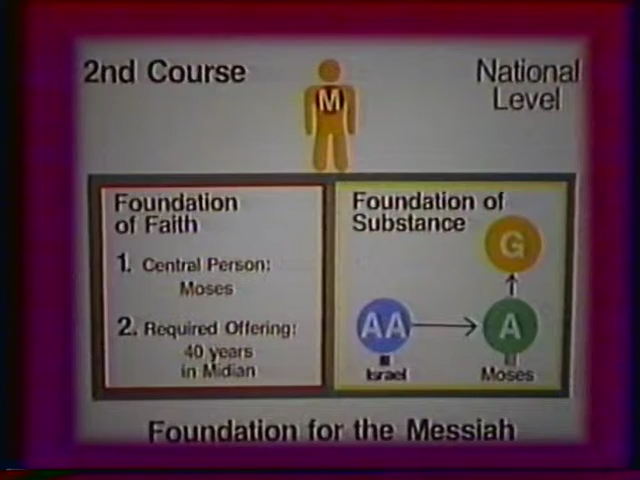 2nd Course
National
Level
M
Foundation
of Faith
1. Central Person:
Moses
2. Required Offering:
40 years
in Midian
Foundation of
Substance
G
AA
A
Israel
Moses
Foundation for the Messiah